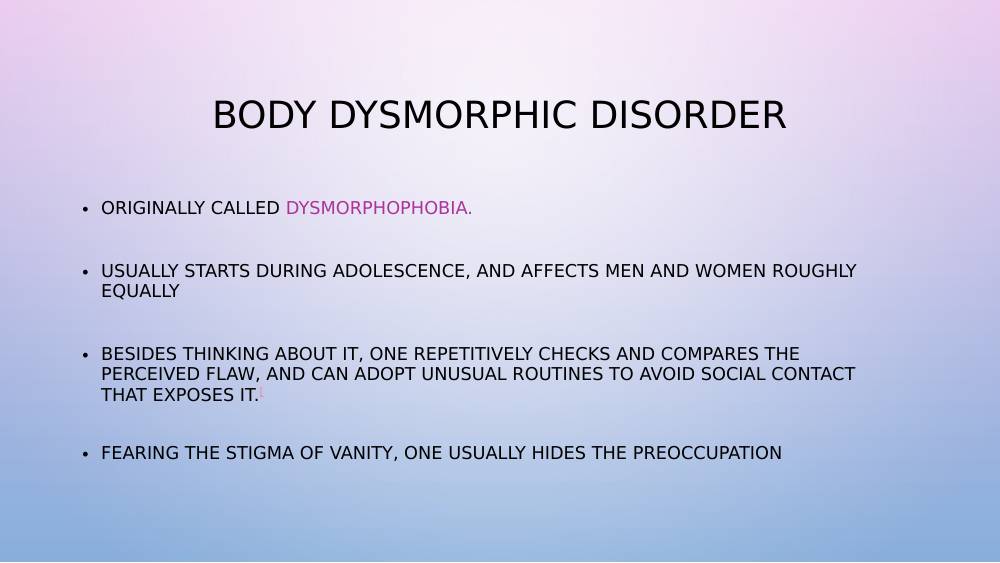 BODY DYSMORPHIC DISORDER
• ORIGINALLY CALLED DYSMORPHOPHOBIA.
• USUALLY STARTS DURING ADOLESCENCE, AND AFFECTS MEN AND WOMEN ROUGHLY
EQUALLY
• BESIDES THINKING ABOUT IT, ONE REPETITIVELY CHECKS AND COMPARES THE
PERCEIVED FLAW, AND CAN ADOPT UNUSUAL ROUTINES TO AVOID SOCIAL CONTACT
THAT EXPOSES IT.
• FEARING THE STIGMA OF VANITY, ONE USUALLY HIDES THE PREOCCUPATION